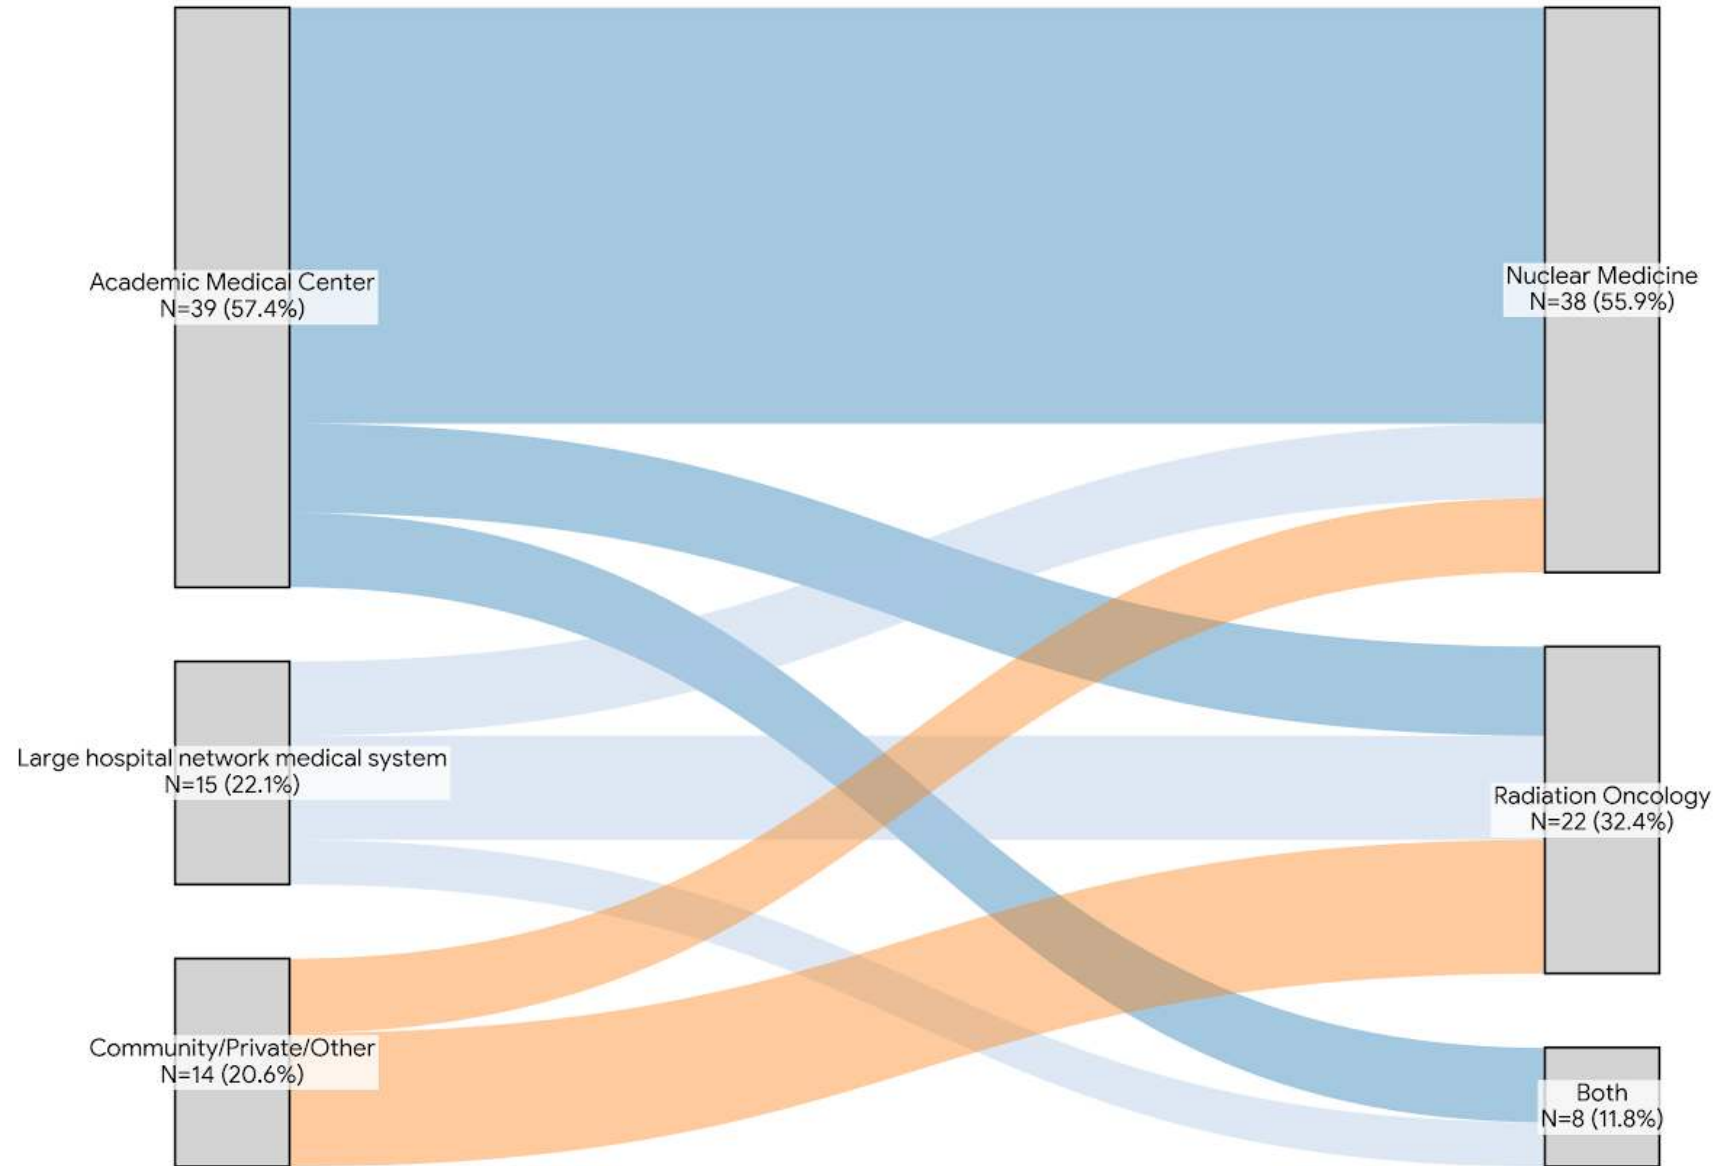 Academic Medical Center
N=39 (57.4%)
Large hospital network medical system
N=15 (22.1%)
Community/Private/Other
N=14 (20.6%)
Nuclear Medicine
N=38 (55.9%)
Radiation Oncology
N=22 (32.4%)
Both
N=8 (11.8%)